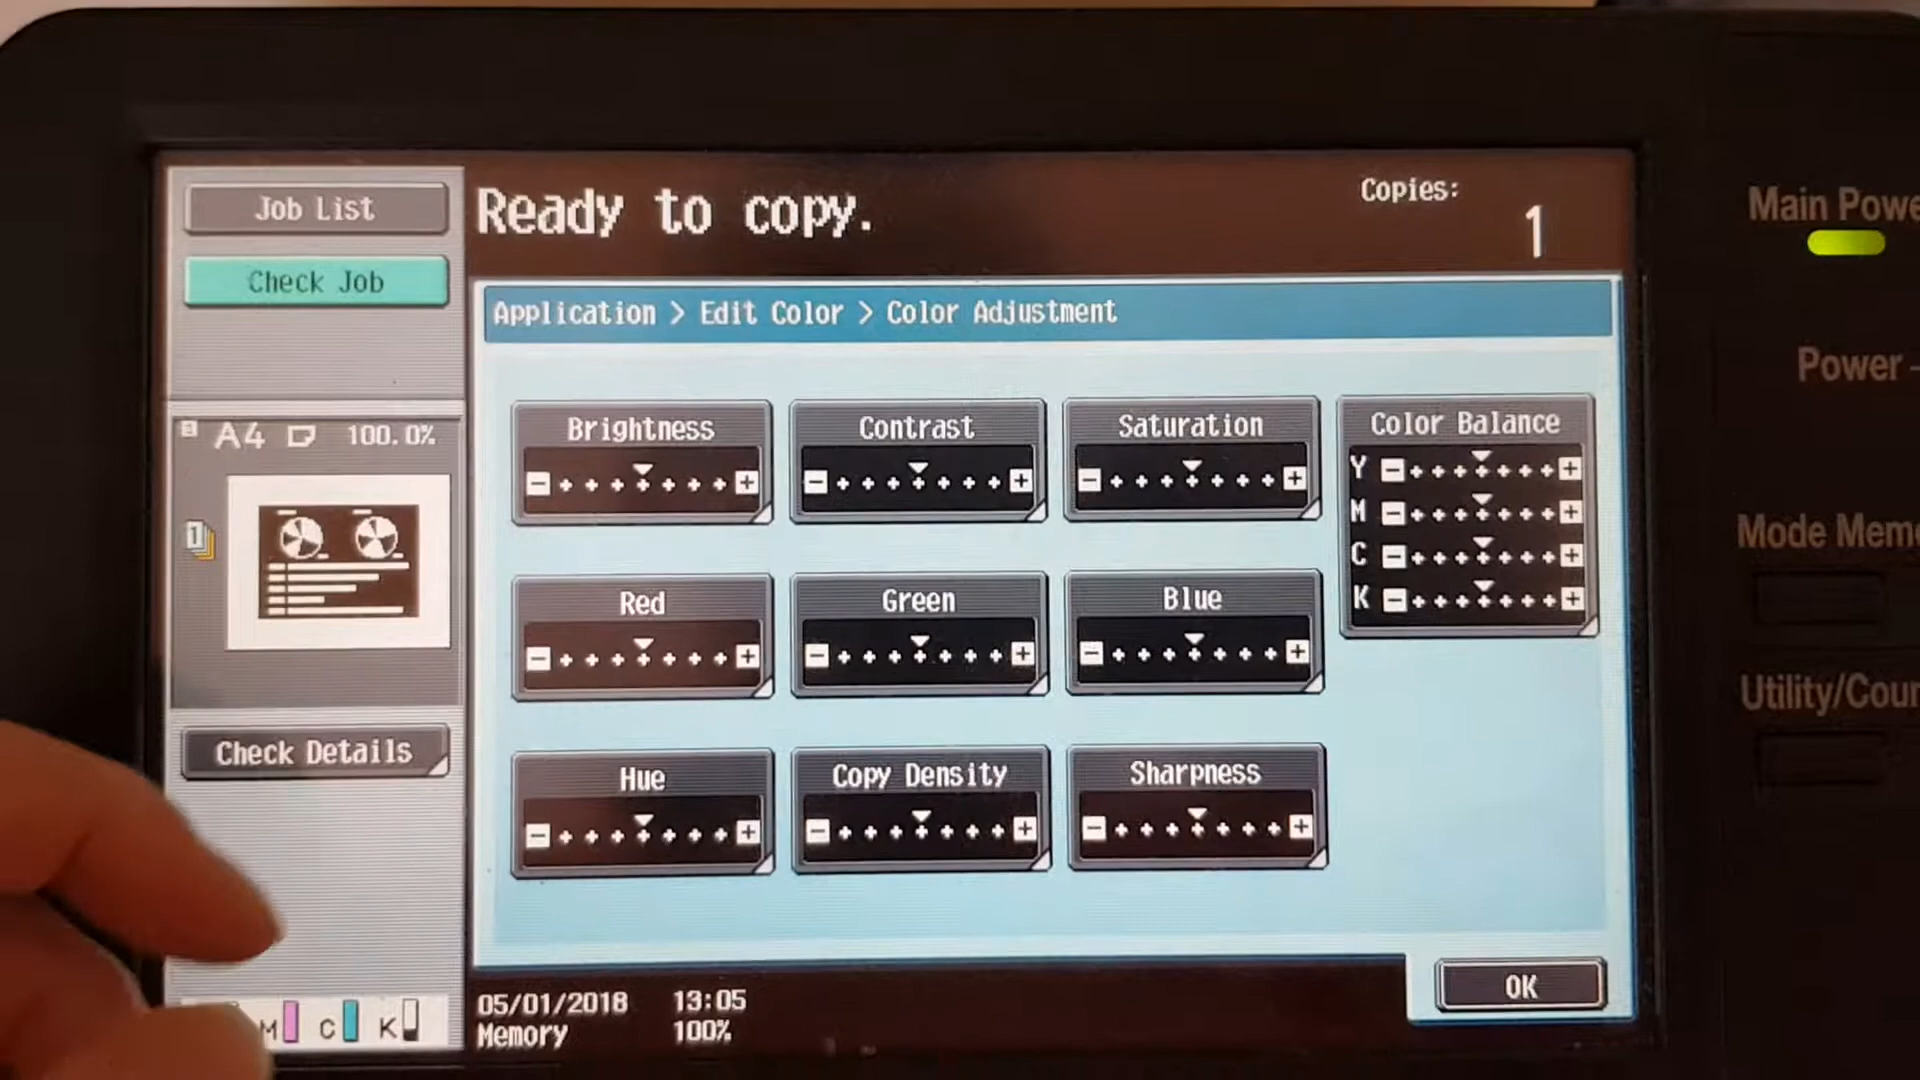 Job List
Check Job
A4 100.0%
1
Check Details
M C K
Ready to copy.
Copies:
1
Application > Edit Color > Color Adjustment
Brightness
Contrast
Saturation
Color Balance
Y
M
C
K
Red
Green
Blue
Hue
Copy Density
Sharpness
OK
05/01/2018 13:05
Memory 100%
Main Powe
Power
Mode Mem
Utility/Coun